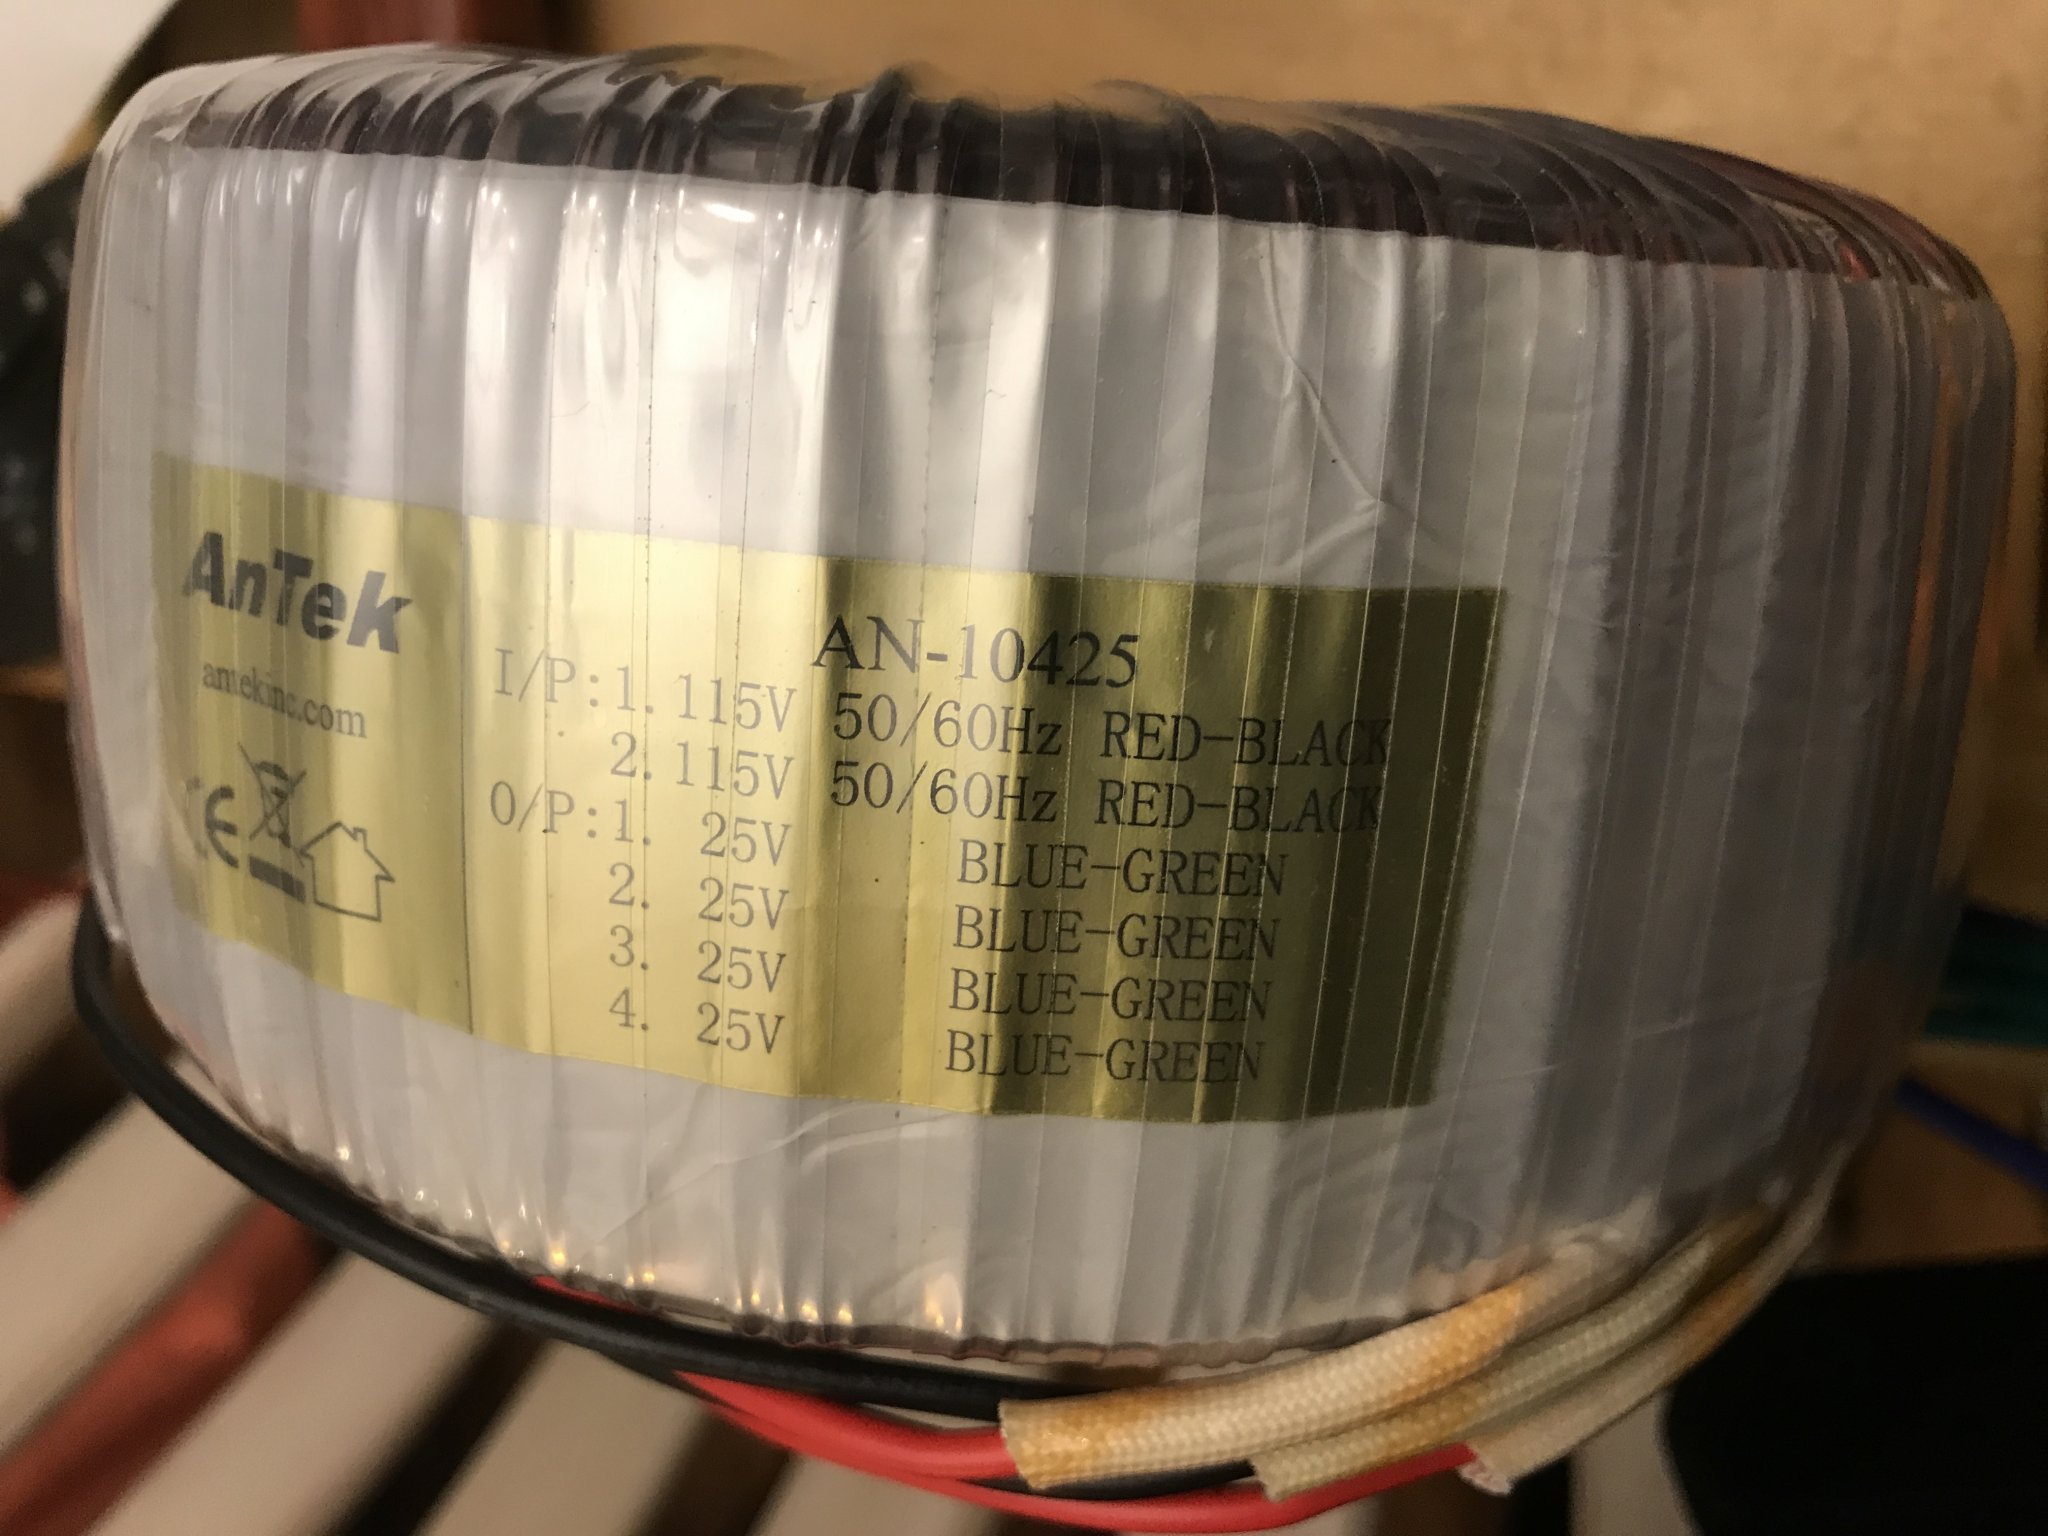 AnTek
antekinc.com
CE
AN-10425
I/P:1. 115V 50/60Hz RED-BLACK
2. 115V 50/60Hz RED-BLACK
O/P:1. 25V BLUE-GREEN
2. 25V BLUE-GREEN
3. 25V BLUE-GREEN
4. 25V BLUE-GREEN